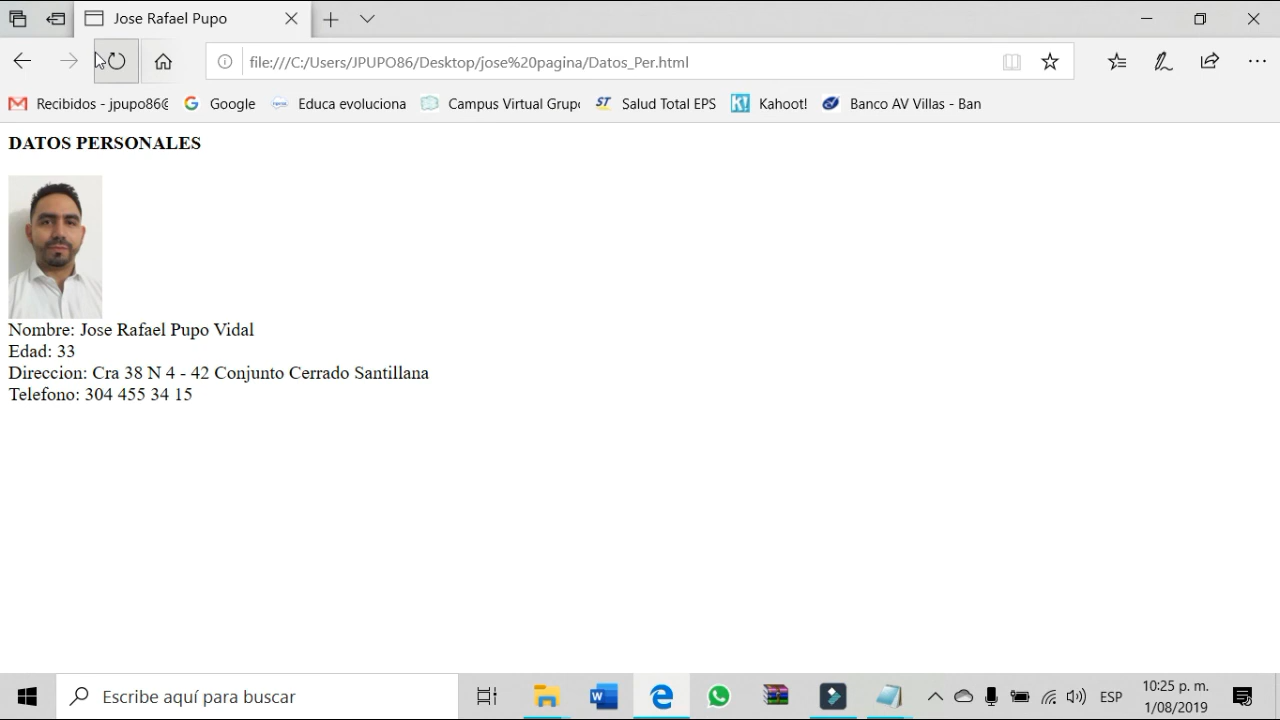 Jose Rafael Pupo
file:///C:/Users/JPUPO86/Desktop/jose%20pagina/Datos_Per.html
Recibidos - jpupo86@ Google Educa evoluciona Campus Virtual Grupo Salud Total EPS Kahoot! Banco AV Villas - Ban
DATOS PERSONALES
Nombre: Jose Rafael Pupo Vidal
Edad: 33
Direccion: Cra 38 N 4 - 42 Conjunto Cerrado Santillana
Telefono: 304 455 34 15
Escribe aquí para buscar
ESP
10:25 p. m.
1/08/2019